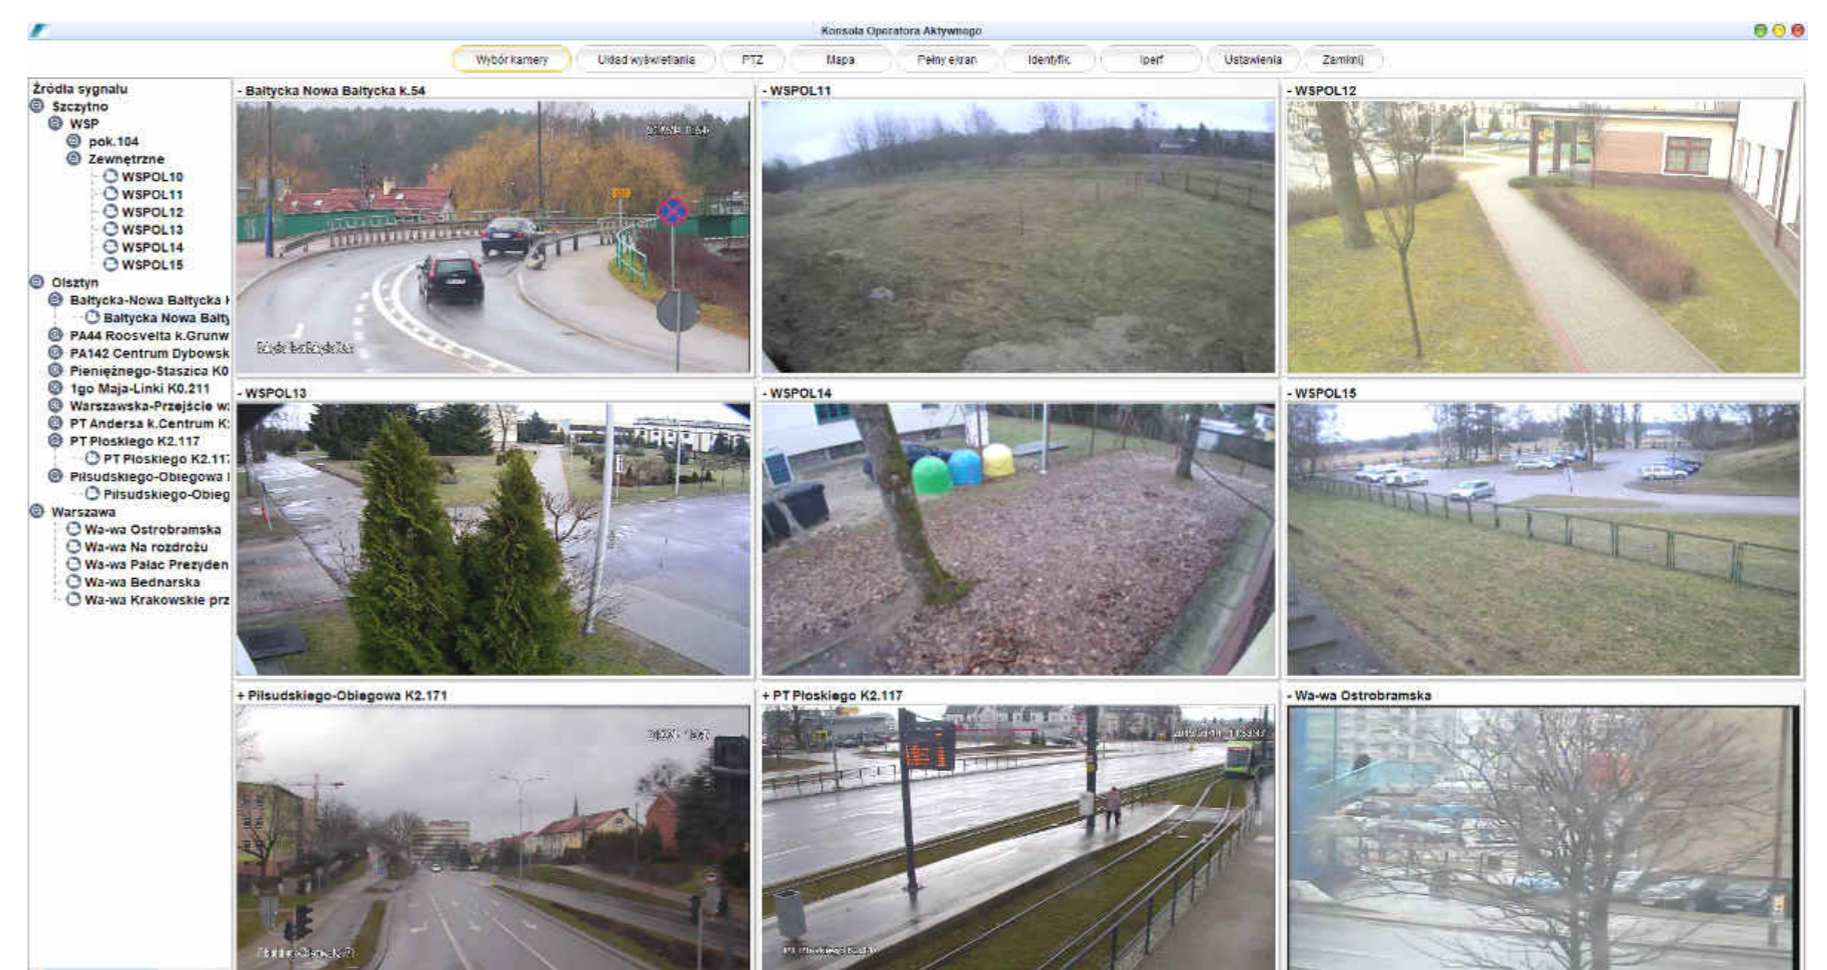 Konsola Operatora Aktywnego
Wybór kamery
Układ wyświetlania
PTZ
Mapa
Pełny ekran
Identyfik.
Iperf
Ustawienia
Zamknij
Źródła sygnału
Szczytno
WSP
pok.104
Zewnętrzne
WSPOL10
WSPOL11
WSPOL12
WSPOL13
WSPOL14
WSPOL15
Olsztyn
Bałtycka-Nowa Bałtycka
Bałtycka Nowa Bałty
PA44 Roosvelta k.Grunw
PA142 Centrum Dybowsk
Pieniężnego-Staszica K0
1go Maja-Linki K0.211
Warszawska-Przejście
PT Andersa k.Centrum
PT Płoskiego K2.117
PT Płoskiego K2.117
Piłsudskiego-Obiegowa
Piłsudskiego-Obieg
Warszawa
Wa-wa Ostrobramska
Wa-wa Na rozdrożu
Wa-wa Pałac Prezyden
Wa-wa Bednarska
Wa-wa Krakowskie prz
- Bałtycka Nowa Bałtycka k.54
- WSPOL11
- WSPOL12
- WSPOL13
- WSPOL14
- WSPOL15
+ Piłsudskiego-Obiegowa K2.171
+ PT Płoskiego K2.117
- Wa-wa Ostrobramska
PT Płoskiego